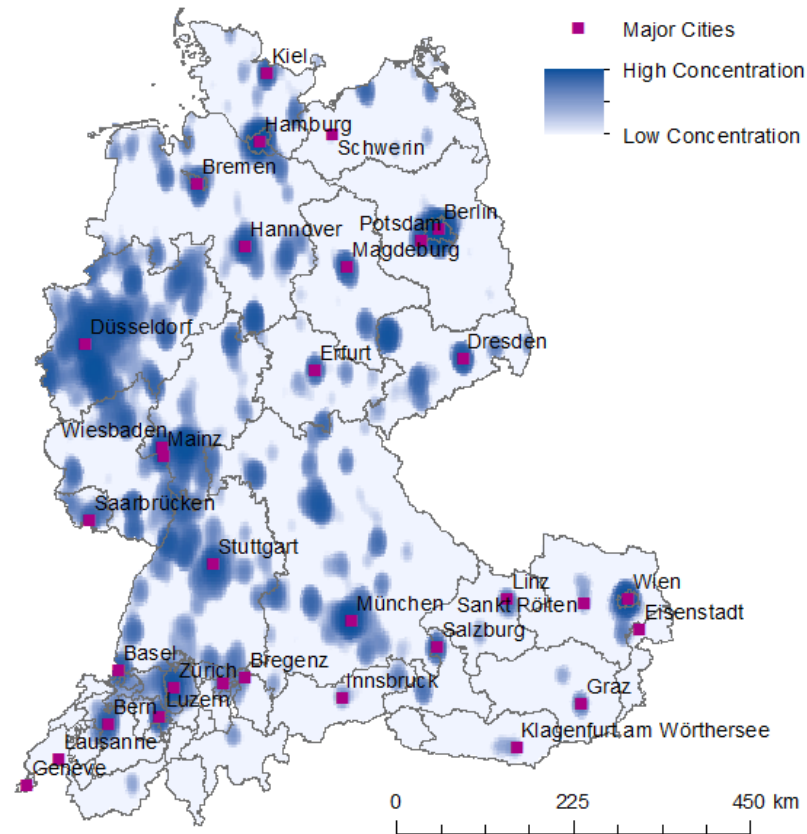 Major Cities
High Concentration
Low Concentration
Kiel
Hamburg
Schwerin
Bremen
Hannover
Potsdam
Berlin
Magdeburg
Düsseldorf
Erfurt
Dresden
Wiesbaden
Mainz
Saarbrücken
Stuttgart
München
Linz
Wien
Sankt Pölten
Eisenstadt
Salzburg
Basel
Zürich
Bregenz
Innsbruck
Luzern
Bern
Graz
Lausanne
Klagenfurt am Wörthersee
Genève
0 225 450 km